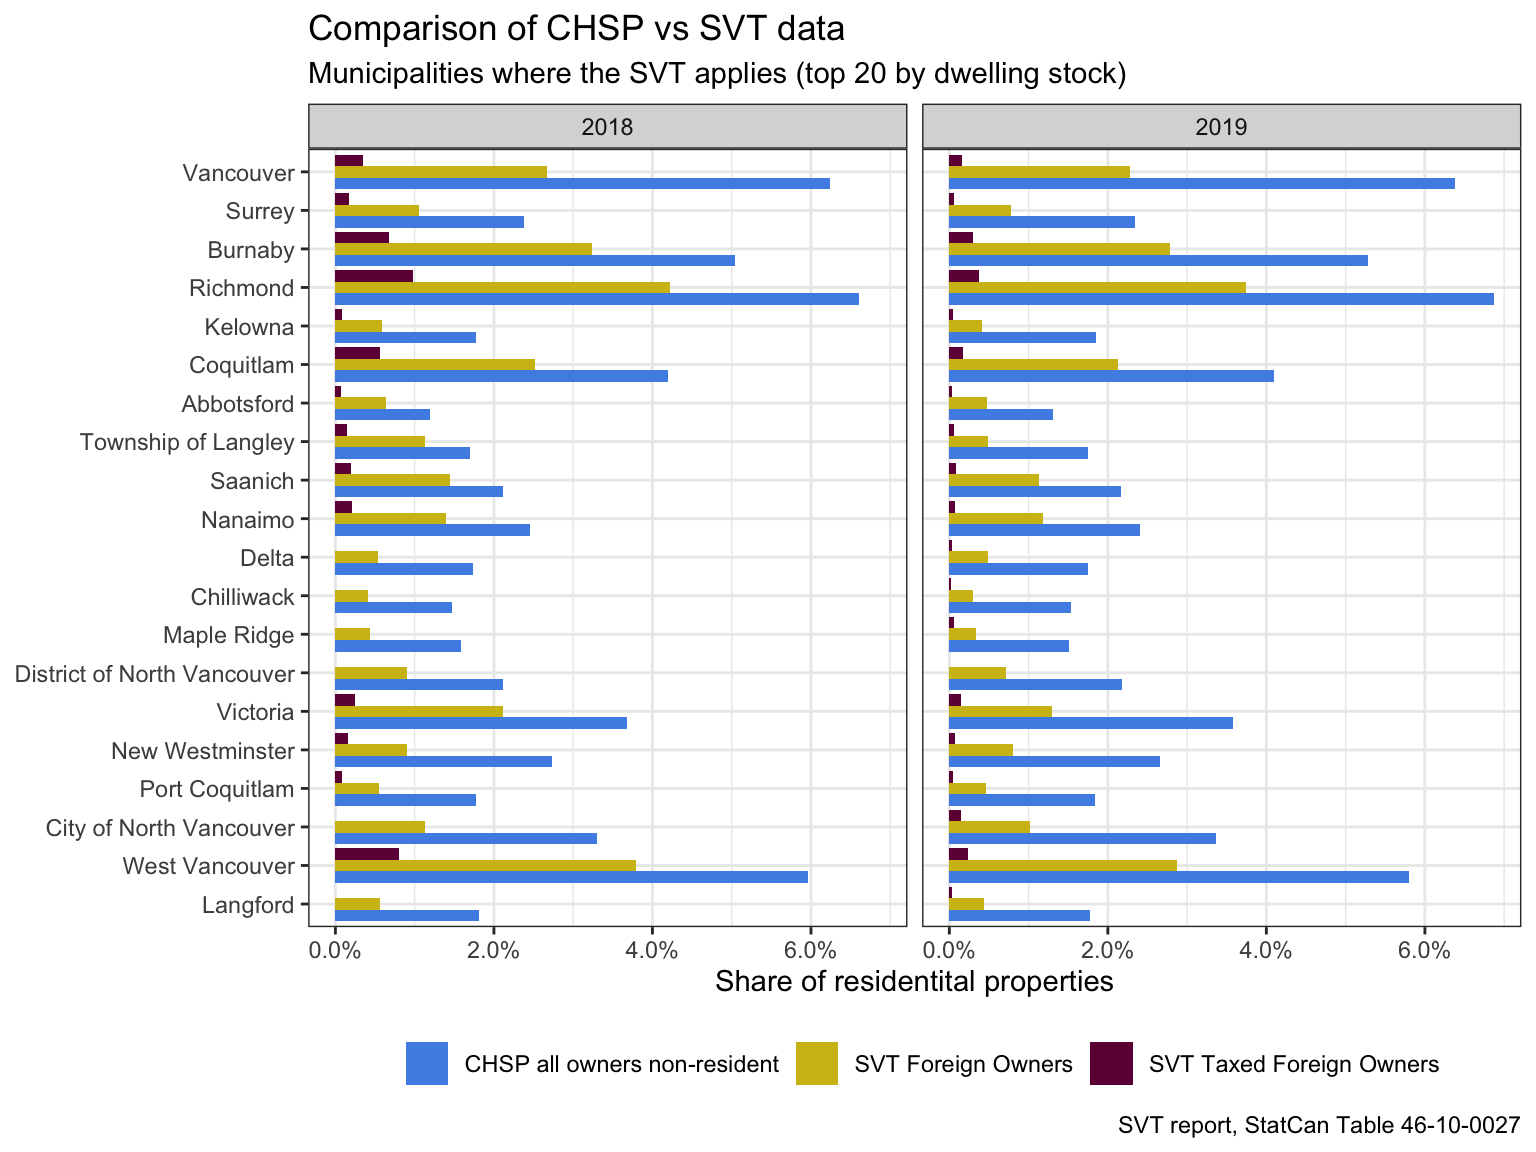 Comparison of CHSP vs SVT data
Municipalities where the SVT applies (top 20 by dwelling stock)
2018 2019
Vancouver
Surrey
Burnaby
Richmond
Kelowna
Coquitlam
Abbotsford
Township of Langley
Saanich
Nanaimo
Delta
Chilliwack
Maple Ridge
District of North Vancouver
Victoria
New Westminster
Port Coquitlam
City of North Vancouver
West Vancouver
Langford
0.0% 2.0% 4.0% 6.0% 0.0% 2.0% 4.0% 6.0%
Share of residentital properties
CHSP all owners non-resident SVT Foreign Owners SVT Taxed Foreign Owners
SVT report, StatCan Table 46-10-0027